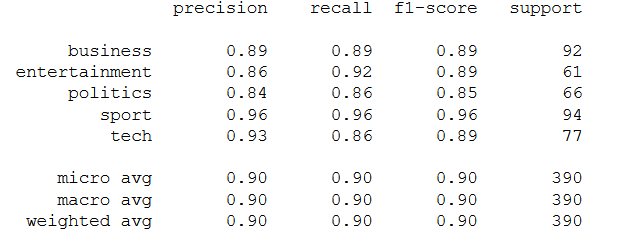 precision recall f1-score support
business 0.89 0.89 0.89 92
entertainment 0.86 0.92 0.89 61
politics 0.84 0.86 0.85 66
sport 0.96 0.96 0.96 94
tech 0.93 0.86 0.89 77
micro avg 0.90 0.90 0.90 390
macro avg 0.90 0.90 0.90 390
weighted avg 0.90 0.90 0.90 390